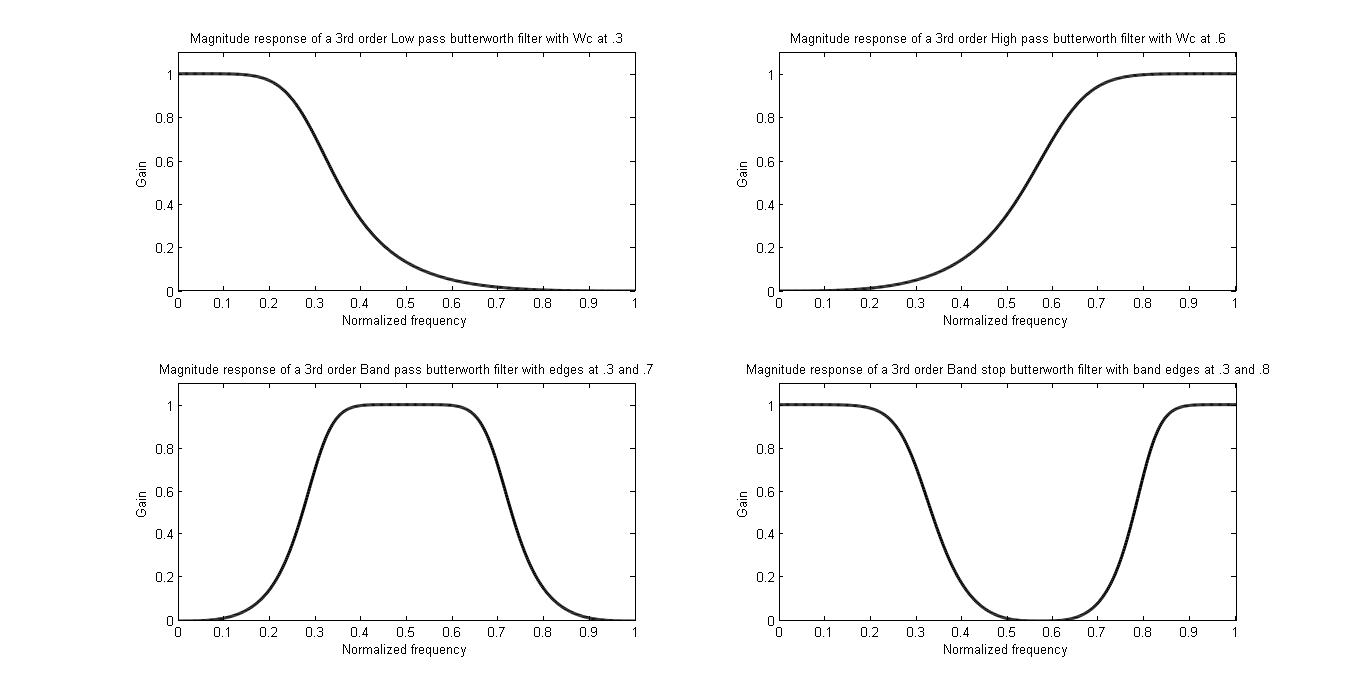 Magnitude response of a 3rd order Low pass butterworth filter with Wc at .3
1
0.8
0.6
0.4
0.2
0
Gain
0 0.1 0.2 0.3 0.4 0.5 0.6 0.7 0.8 0.9 1
Normalized frequency
Magnitude response of a 3rd order High pass butterworth filter with Wc at .6
1
0.8
0.6
0.4
0.2
0
Gain
0 0.1 0.2 0.3 0.4 0.5 0.6 0.7 0.8 0.9 1
Normalized frequency
Magnitude response of a 3rd order Band pass butterworth filter with edges at .3 and .7
1
0.8
0.6
0.4
0.2
0
Gain
0 0.1 0.2 0.3 0.4 0.5 0.6 0.7 0.8 0.9 1
Normalized frequency
Magnitude response of a 3rd order Band stop butterworth filter with band edges at .3 and .8
1
0.8
0.6
0.4
0.2
0
Gain
0 0.1 0.2 0.3 0.4 0.5 0.6 0.7 0.8 0.9 1
Normalized frequency